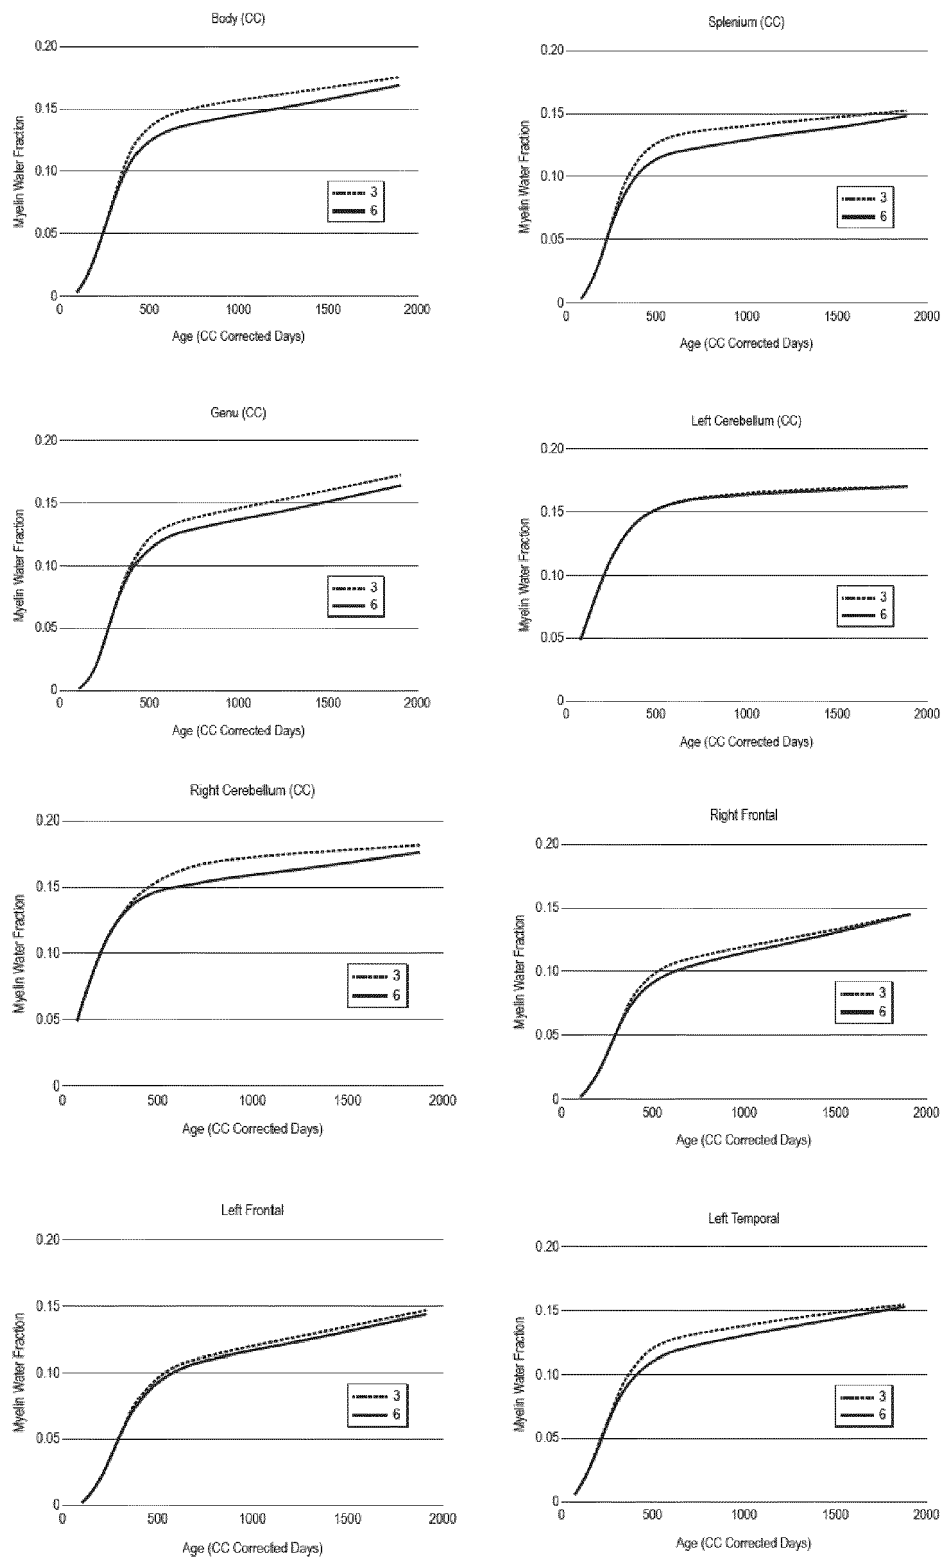 Body (CC)
0.20
0.15
0.10
0.05
0
Myelin Water Fraction
3
6
0 500 1000 1500 2000
Age (CC Corrected Days)
Splenium (CC)
0.20
0.15
0.10
0.05
0
Myelin Water Fraction
3
6
0 500 1000 1500 2000
Age (CC Corrected Days)
Genu (CC)
0.20
0.15
0.10
0.05
0
Myelin Water Fraction
3
6
0 500 1000 1500 2000
Age (CC Corrected Days)
Left Cerebellum (CC)
0.20
0.15
0.10
0.05
0
Myelin Water Fraction
3
6
0 500 1000 1500 2000
Age (CC Corrected Days)
Right Cerebellum (CC)
0.20
0.15
0.10
0.05
0
Myelin Water Fraction
3
6
0 500 1000 1500 2000
Age (CC Corrected Days)
Right Frontal
0.20
0.15
0.10
0.05
0
Myelin Water Fraction
3
6
0 500 1000 1500 2000
Age (CC Corrected Days)
Left Frontal
0.20
0.15
0.10
0.05
0
Myelin Water Fraction
3
6
0 500 1000 1500 2000
Age (CC Corrected Days)
Left Temporal
0.20
0.15
0.10
0.05
0
Myelin Water Fraction
3
6
0 500 1000 1500 2000
Age (CC Corrected Days)